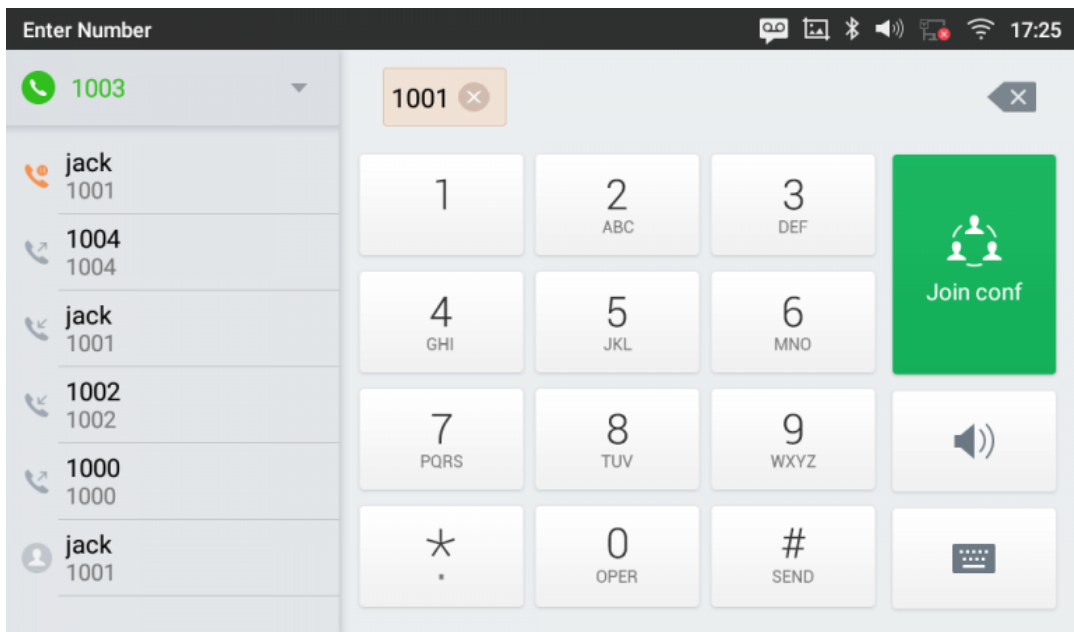 Enter Number
17:25
1003
jack
1001
1004
1004
jack
1001
1002
1002
1000
1000
jack
1001
1001
1
2
ABC
3
DEF
4
GHI
5
JKL
6
MNO
7
PQRS
8
TUV
9
WXYZ
*
.
0
OPER
#
SEND
Join conf